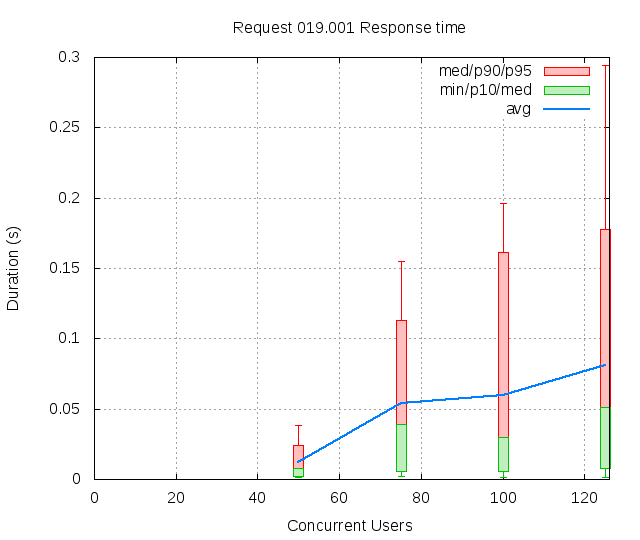 Request 019.001 Response time
0.3
0.25
0.2
0.15
0.1
0.05
0
Duration (s)
med/p90/p95
min/p10/med
avg
0 20 40 60 80 100 120
Concurrent Users